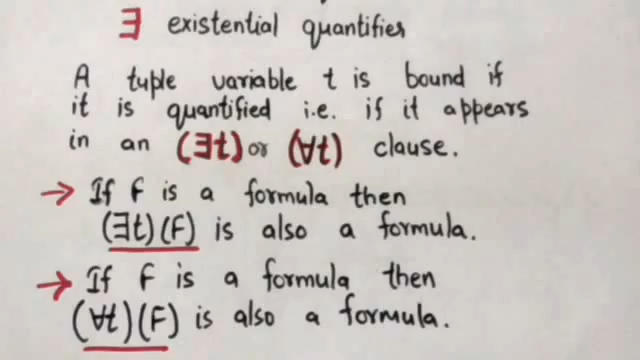 ∃ existential quantifier
A tuple variable t is bound if
it is quantified i.e. if it appears
in an (∃t) or (∀t) clause.
→ If F is a formula then
(∃t)(F) is also a formula.
→ If F is a formula then
(∀t)(F) is also a formula.